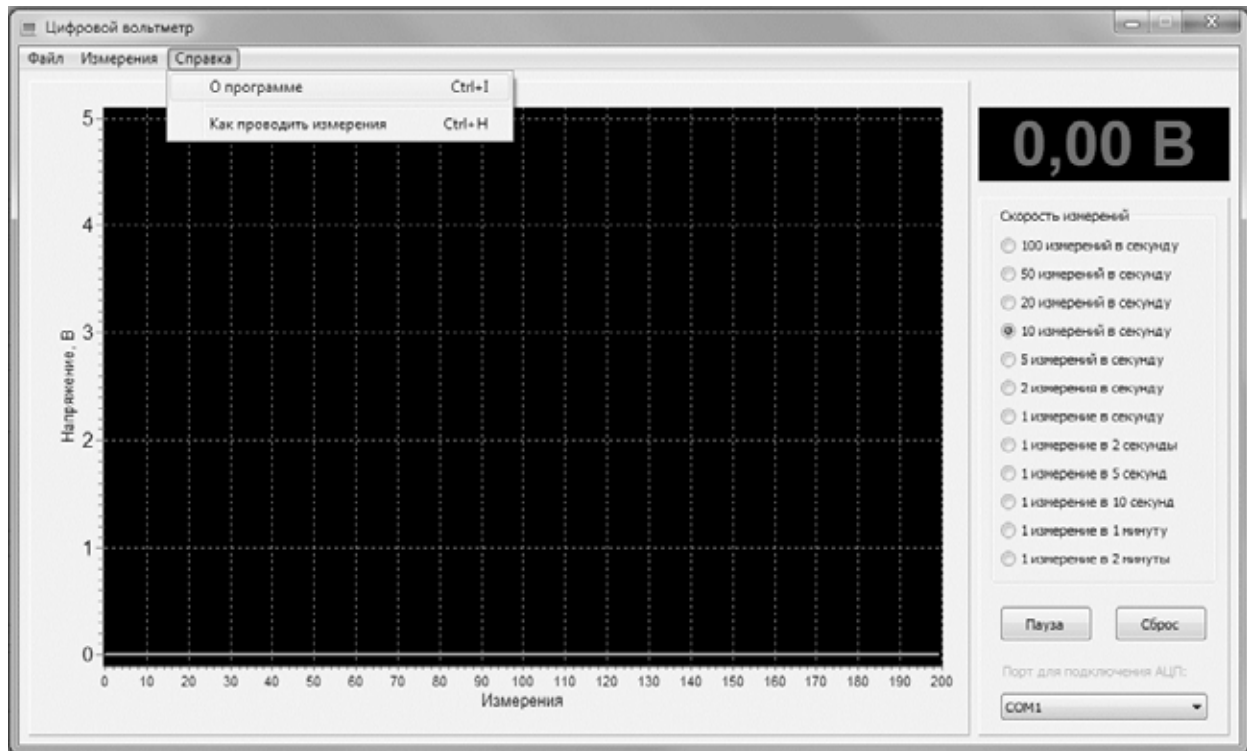 Цифровой вольтметр
Файл Измерения Справка
О программе Ctrl+I
Как проводить измерения Ctrl+H
0,00 В
Напряжение, В
5
4
3
2
1
0
0 10 20 30 40 50 60 70 80 90 100 110 120 130 140 150 160 170 180 190 200
Измерения
Скорость измерений
100 измерений в секунду
50 измерений в секунду
20 измерений в секунду
10 измерений в секунду
5 измерений в секунду
2 измерения в секунду
1 измерение в секунду
1 измерение в 2 секунды
1 измерение в 5 секунд
1 измерение в 10 секунд
1 измерение в 1 минуту
1 измерение в 2 минуты
Пауза Сброс
Порт для подключения АЦП:
COM1